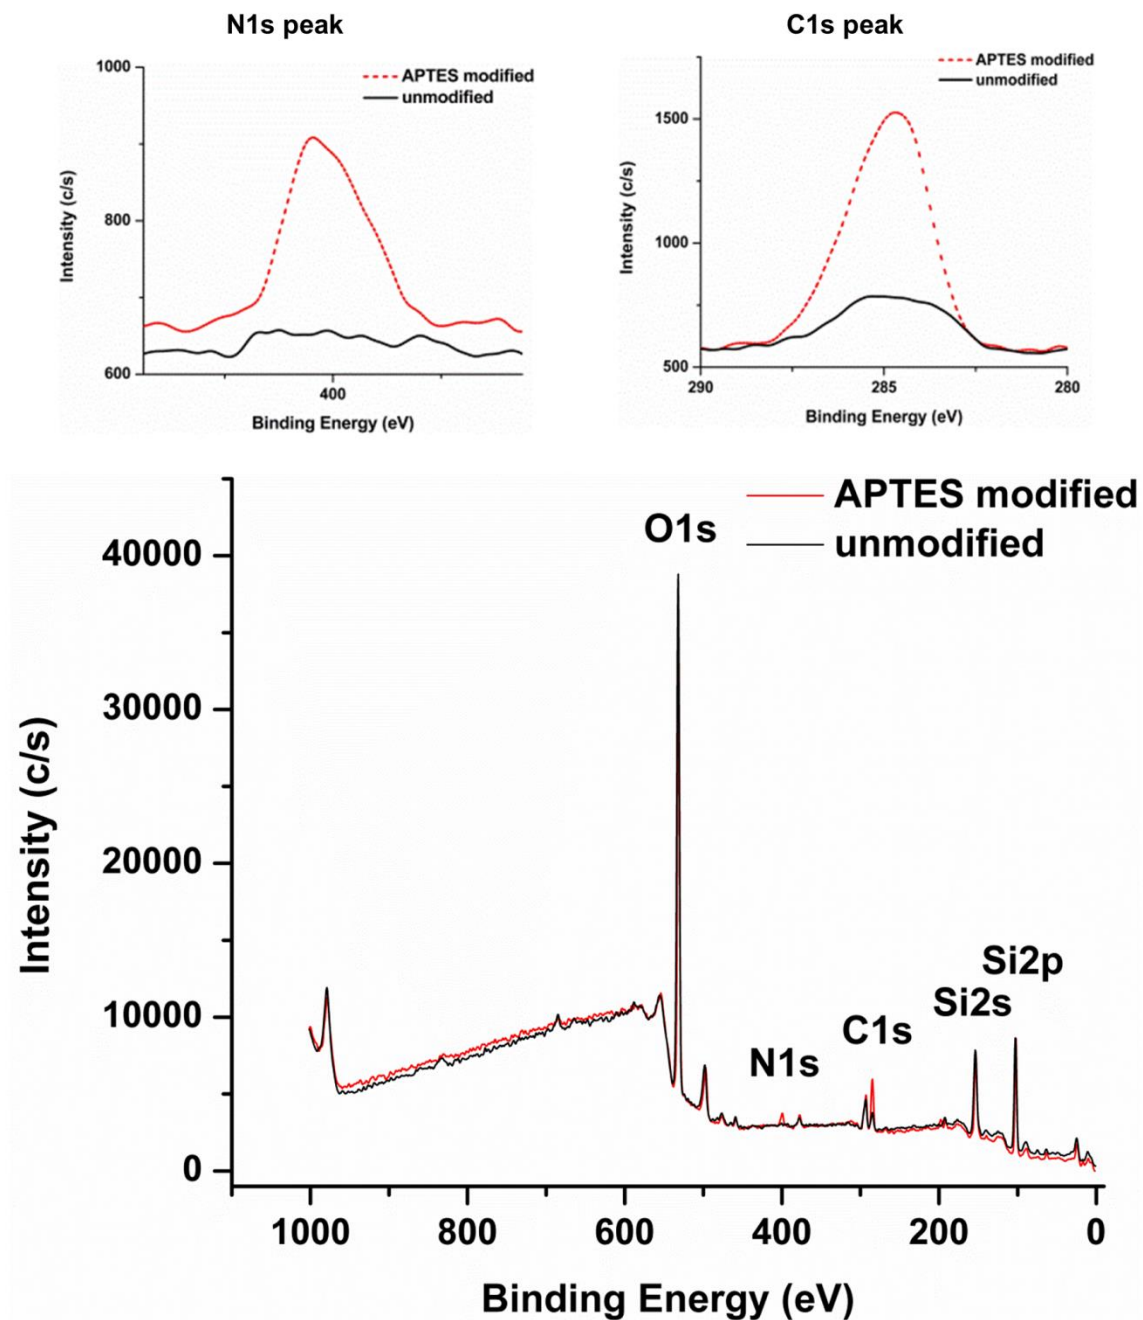 N1s peak
C1s peak
APTES modified
unmodified
1000
800
600
Intensity (c/s)
400
Binding Energy (eV)
APTES modified
unmodified
1500
1000
500
Intensity (c/s)
290
285
280
Binding Energy (eV)
APTES modified
unmodified
O1s
N1s
C1s
Si2s
Si2p
40000
30000
20000
10000
0
Intensity (c/s)
1000
800
600
400
200
0
Binding Energy (eV)